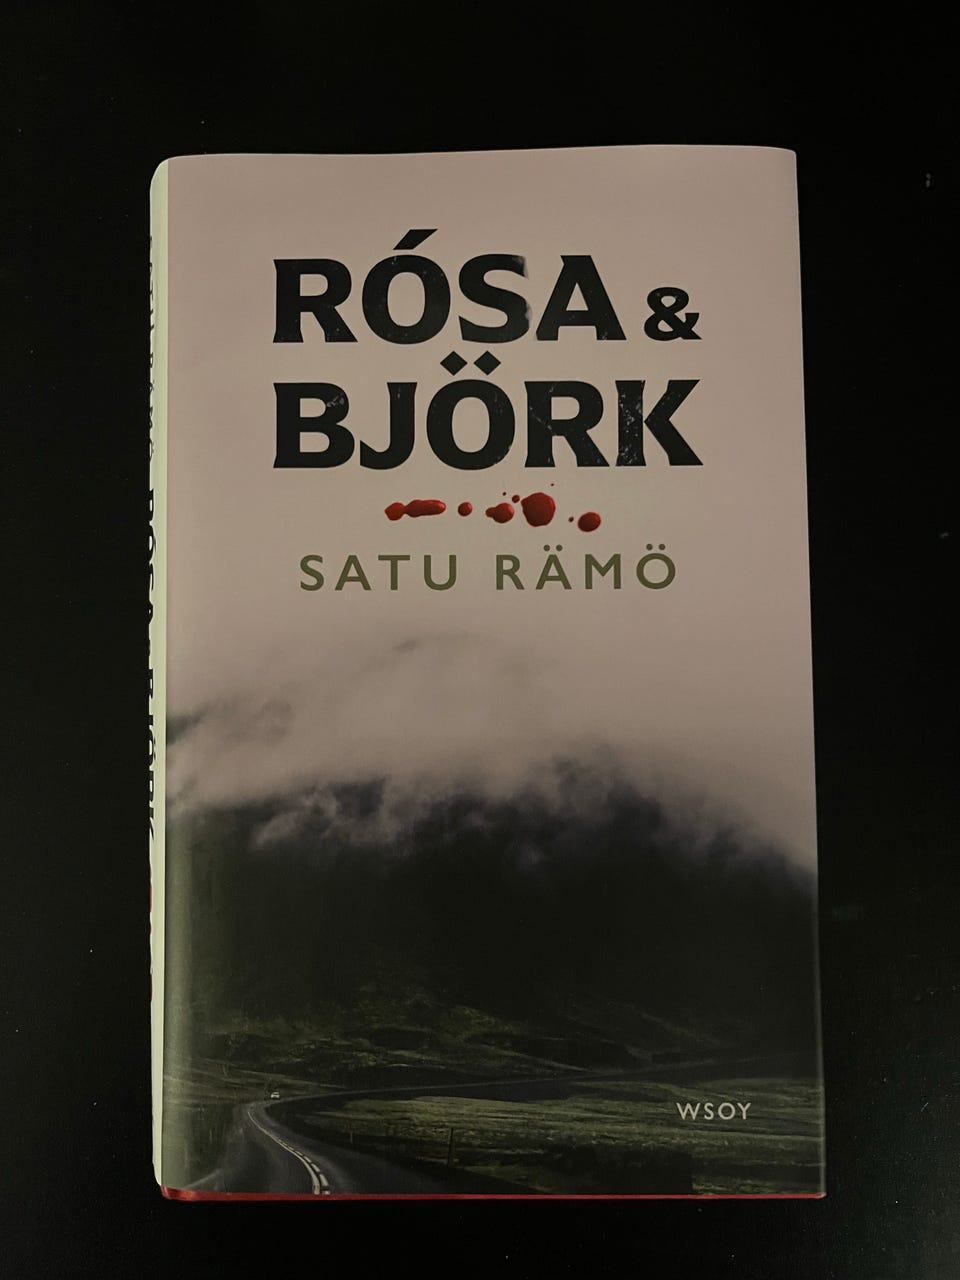 RÓSA &
BJÖRK
SATU RÄMÖ
WSOY